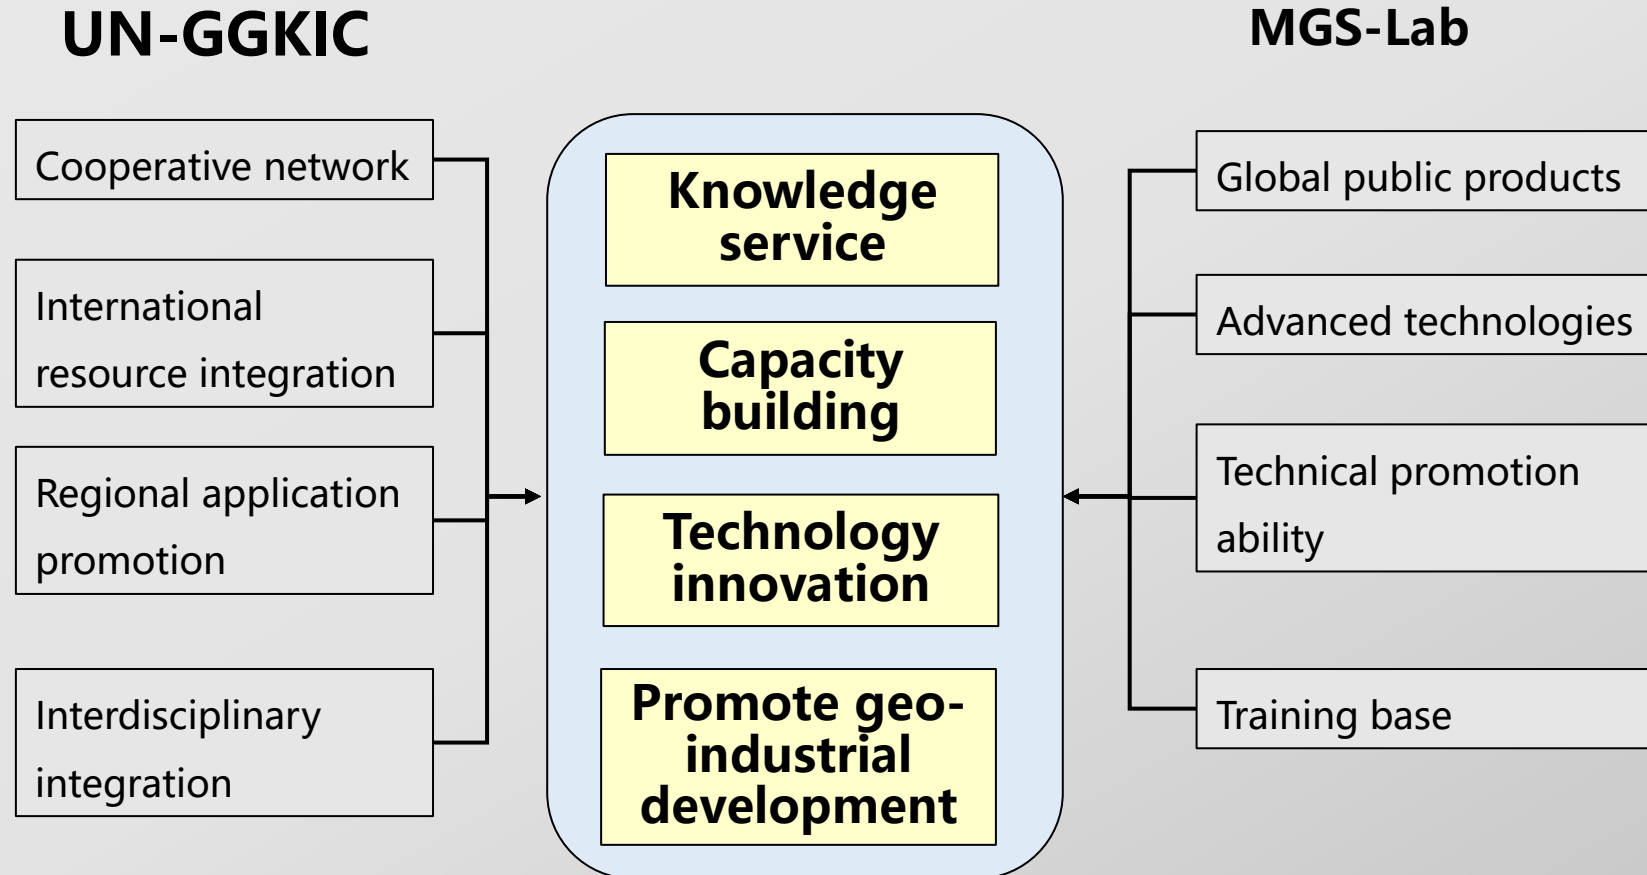 UN-GGKIC
MGS-Lab
Cooperative network
International
resource integration
Regional application
promotion
Interdisciplinary
integration
Knowledge
service
Capacity
building
Technology
innovation
Promote geo-
industrial
development
Global public products
Advanced technologies
Technical promotion
ability
Training base